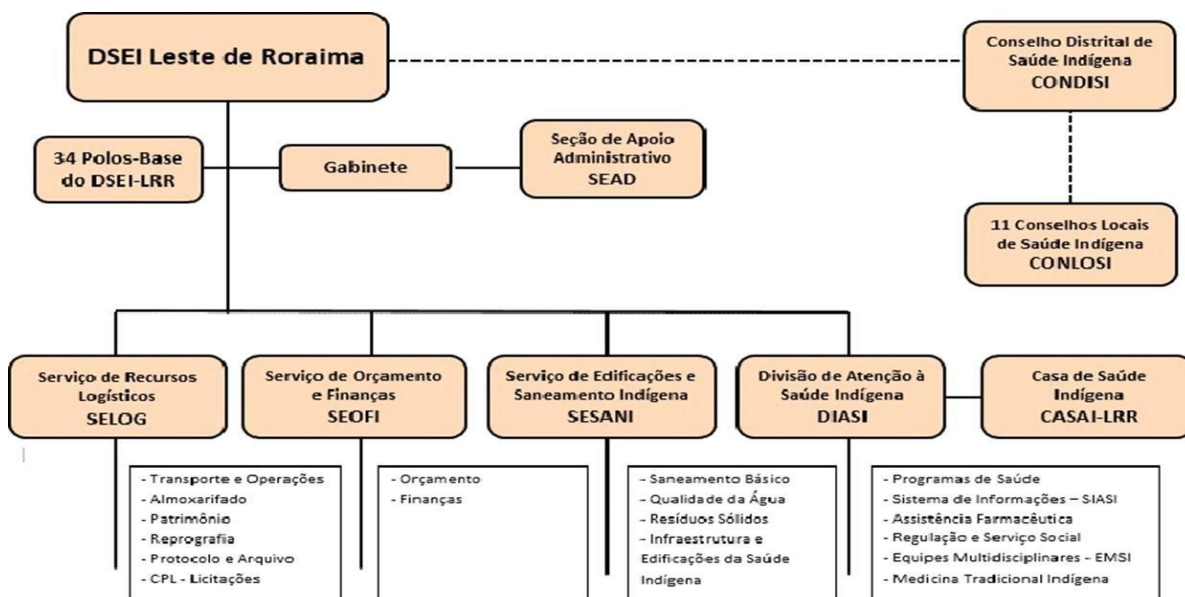 DSEI Leste de Roraima
Conselho Distrital de
Saúde Indígena
CONDISI
34 Polos-Base
do DSEI-LRR
Gabinete
Seção de Apoio
Administrativo
SEAD
11 Conselhos Locais
de Saúde Indígena
CONLOSI
Serviço de Recursos
Logísticos
SELOG
Serviço de Orçamento
e Finanças
SEOFI
Serviço de Edificações e
Saneamento Indígena
SESANI
Divisão de Atenção à
Saúde Indígena
DIASI
Casa de Saúde
Indígena
CASAI-LRR
- Transporte e Operações
- Almoxarifado
- Patrimônio
- Reprografia
- Protocolo e Arquivo
- CPL - Licitações
- Orçamento
- Finanças
- Saneamento Básico
- Qualidade da Água
- Resíduos Sólidos
- Infraestrutura e
Edificações da Saúde
Indígena
- Programas de Saúde
- Sistema de Informações – SIASI
- Assistência Farmacêutica
- Regulação e Serviço Social
- Equipes Multidisciplinares - EMSI
- Medicina Tradicional Indígena